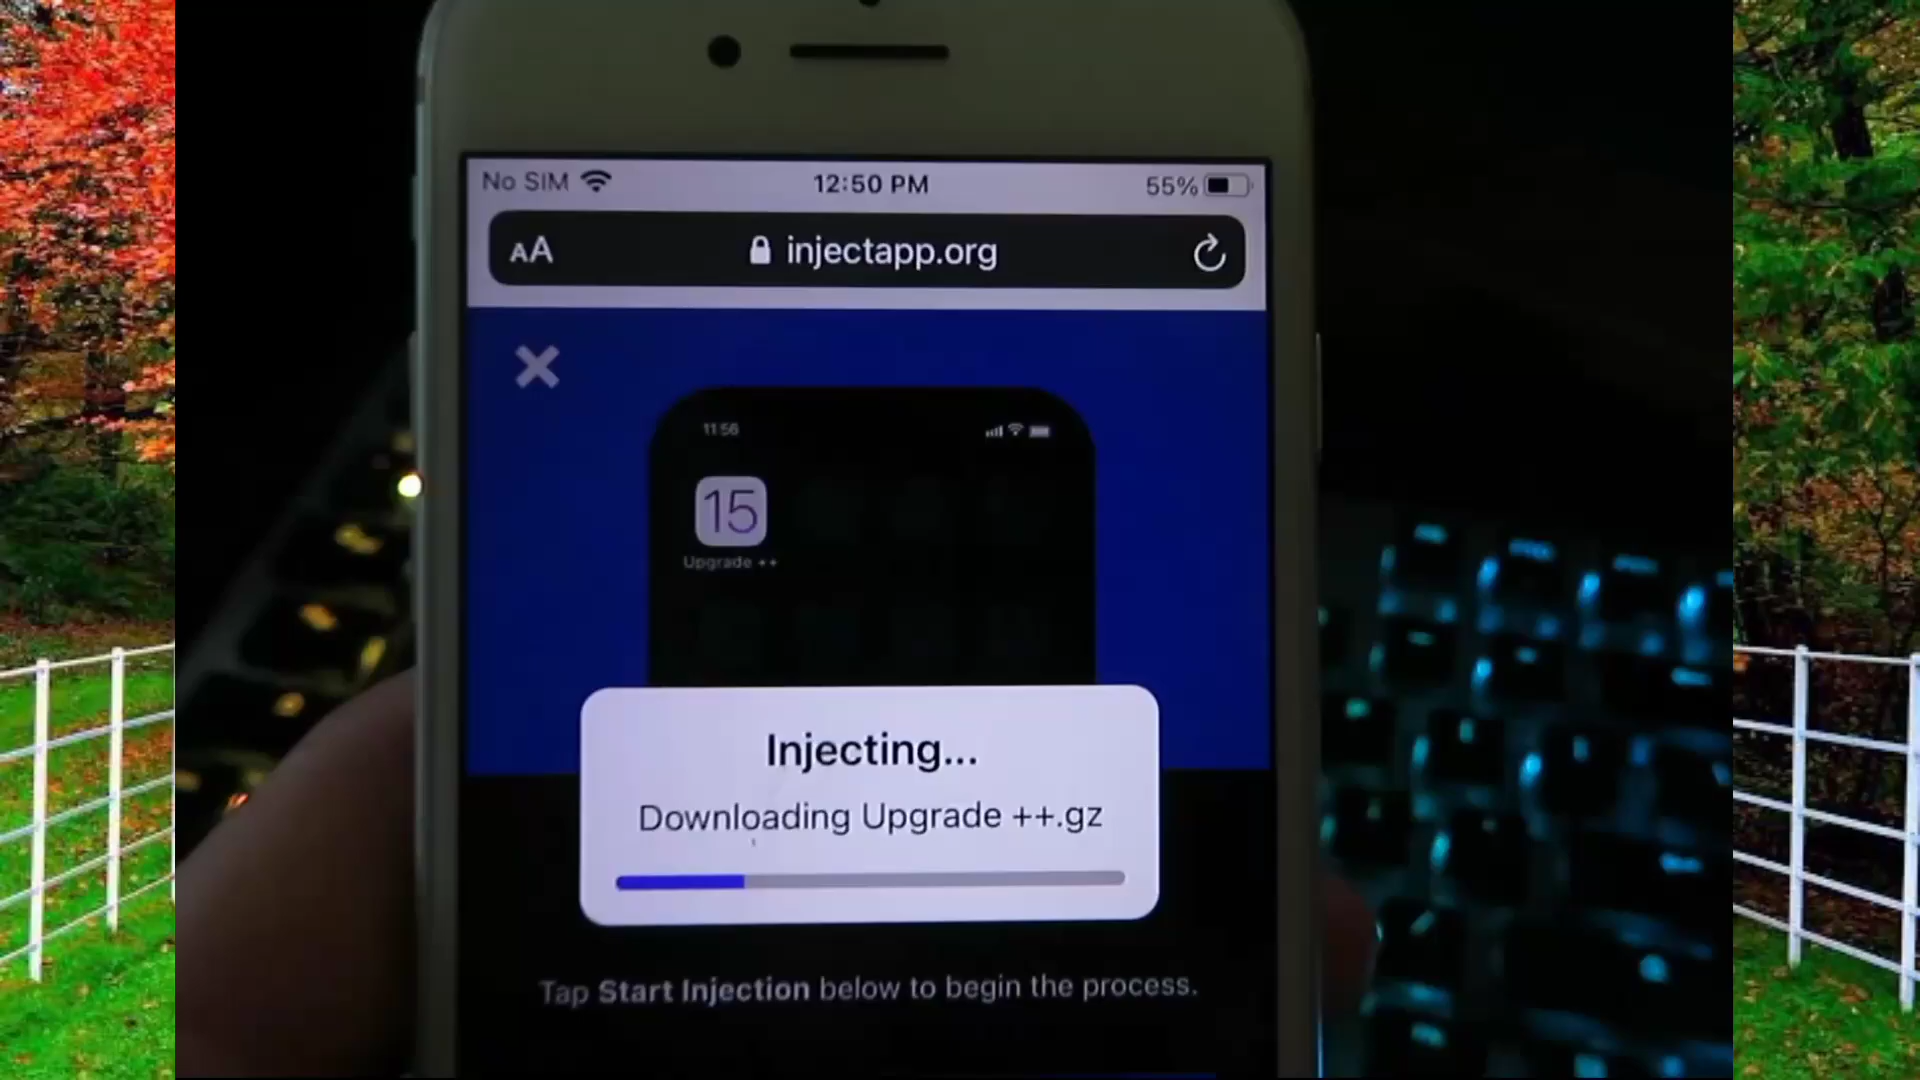 No SIM
12:50 PM
55%
AA
injectapp.org
11:56
15
Upgrade ++
Injecting...
Downloading Upgrade ++.gz
Tap Start Injection below to begin the process.